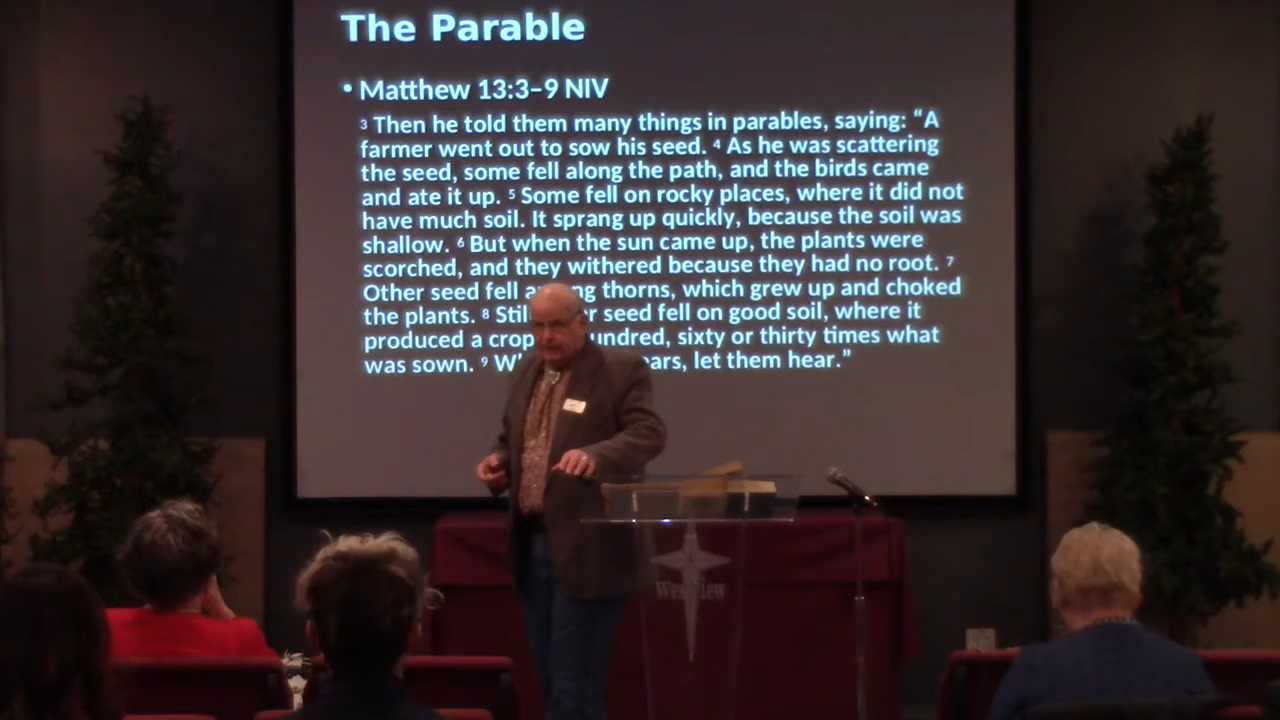 The Parable
• Matthew 13:3–9 NIV
3 Then he told them many things in parables, saying: “A
farmer went out to sow his seed. 4 As he was scattering
the seed, some fell along the path, and the birds came
and ate it up. 5 Some fell on rocky places, where it did not
have much soil. It sprang up quickly, because the soil was
shallow. 6 But when the sun came up, the plants were
scorched, and they withered because they had no root. 7
Other seed fell thorns, which grew up and choked
the plants. 8 seed fell on good soil, where it
produced a crop sixty or thirty times what
was sown. 9 let them hear.”